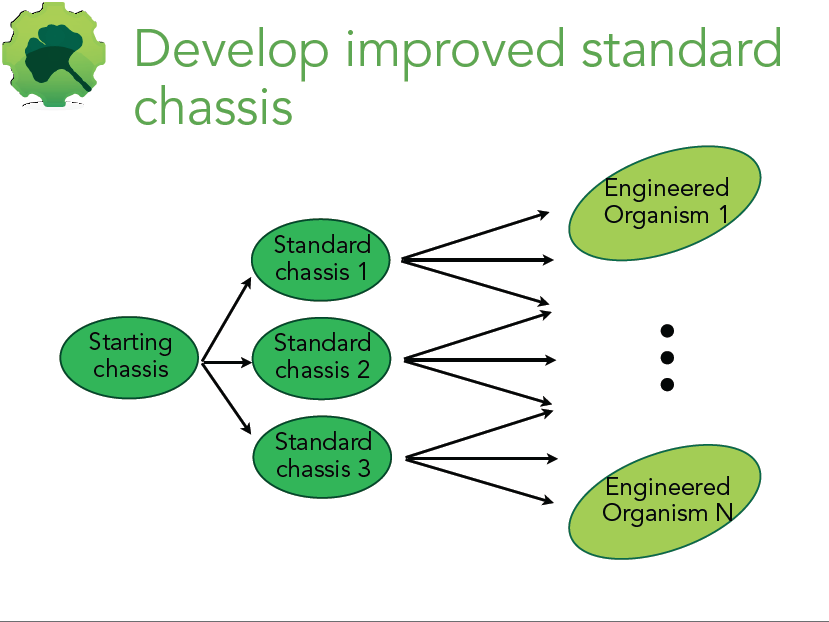 Develop improved standard
chassis
Engineered
Organism 1
Standard
chassis 1
Starting
chassis
Standard
chassis 2
Standard
chassis 3
Engineered
Organism N